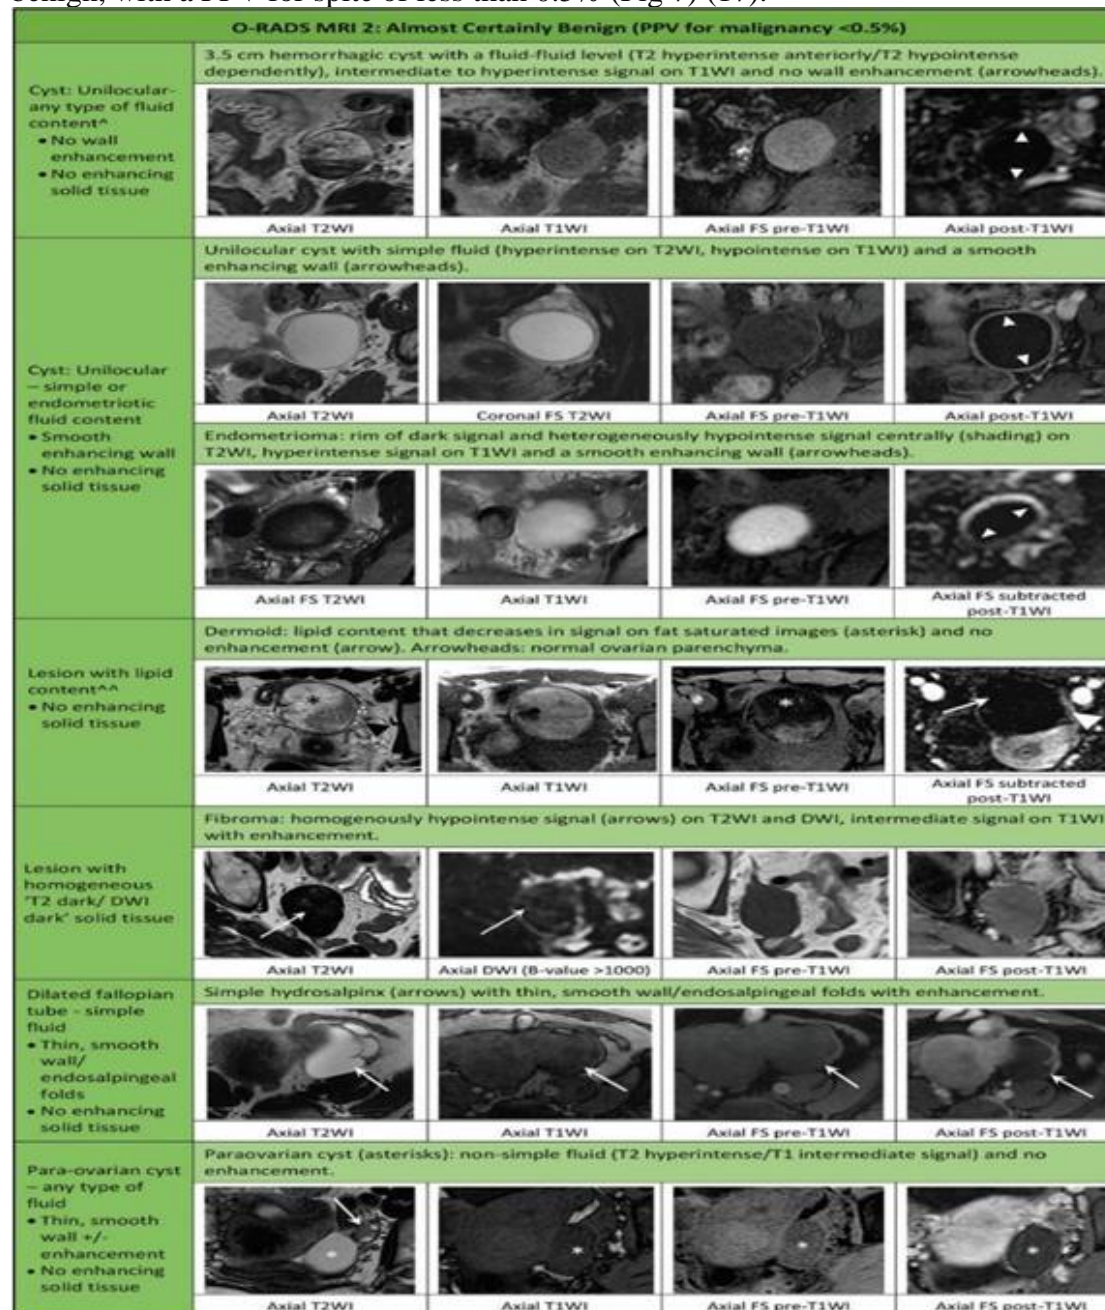 O-RADS MRI 2: Almost Certainly Benign (PPV for malignancy <0.5%)
Cyst: Unilocular-
any type of fluid
content^
• No wall
enhancement
• No enhancing
solid tissue
3.5 cm hemorrhagic cyst with a fluid-fluid level (T2 hyperintense anteriorly/T2 hypointense
dependently), intermediate to hyperintense signal on T1WI and no wall enhancement (arrowheads).
Axial T2WI
Axial T1WI
Axial FS pre-T1WI
Axial post-T1WI
Cyst: Unilocular
– simple or
endometriotic
fluid content
• Smooth
enhancing wall
• No enhancing
solid tissue
Unilocular cyst with simple fluid (hyperintense on T2WI, hypointense on T1WI) and a smooth
enhancing wall (arrowheads).
Axial T2WI
Coronal FS T2WI
Axial FS pre-T1WI
Axial post-T1WI
Endometrioma: rim of dark signal and heterogeneously hypointense signal centrally (shading) on
T2WI, hyperintense signal on T1WI and a smooth enhancing wall (arrowheads).
Axial FS T2WI
Axial T1WI
Axial FS pre-T1WI
Axial FS subtracted
post-T1WI
Lesion with lipid
content^^
• No enhancing
solid tissue
Dermoid: lipid content that decreases in signal on fat saturated images (asterisk) and no
enhancement (arrow). Arrowheads: normal ovarian parenchyma.
Axial T2WI
Axial T1WI
Axial FS pre-T1WI
Axial FS subtracted
post-T1WI
Lesion with
homogeneous
'T2 dark/ DWI
dark' solid tissue
Fibroma: homogenously hypointense signal (arrows) on T2WI and DWI, intermediate signal on T1WI
with enhancement.
Axial T2WI
Axial DWI (B-value >1000)
Axial FS pre-T1WI
Axial FS post-T1WI
Dilated fallopian
tube - simple
fluid
• Thin, smooth
wall/
endosalpingeal
folds
• No enhancing
solid tissue
Simple hydrosalpinx (arrows) with thin, smooth wall/endosalpingeal folds with enhancement.
Axial T2WI
Axial T1WI
Axial FS pre-T1WI
Axial FS post-T1WI
Para-ovarian cyst
– any type of
fluid
• Thin, smooth
wall +/-
enhancement
• No enhancing
solid tissue
Paraovarian cyst (asterisks): non-simple fluid (T2 hyperintense/T1 intermediate signal) and no
enhancement.
Axial T2WI
Axial T1WI
Axial FS pre-T1WI
Axial FS post-T1WI